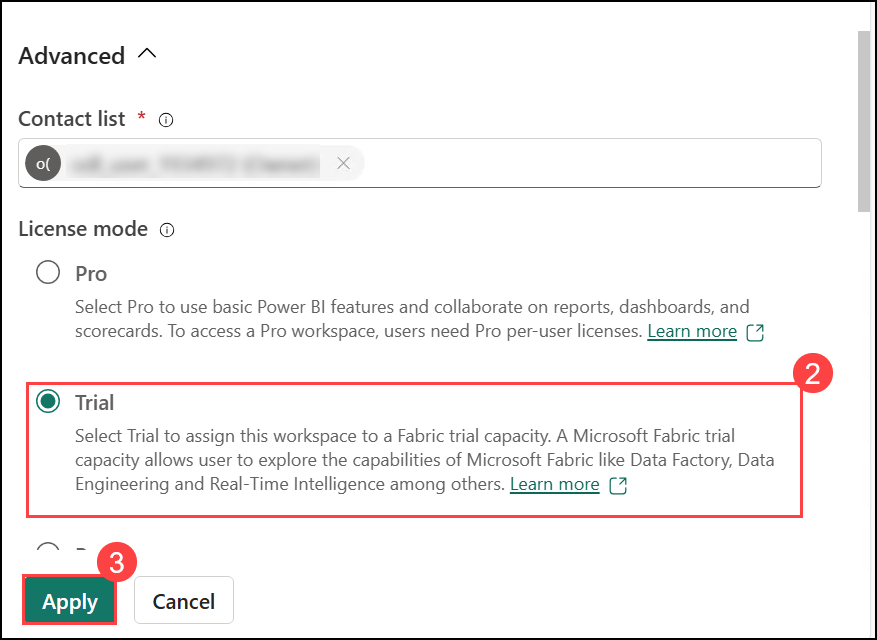 Advanced
Contact list *
o(
License mode
Pro
Select Pro to use basic Power BI features and collaborate on reports, dashboards, and
scorecards. To access a Pro workspace, users need Pro per-user licenses. Learn more
2
Trial
Select Trial to assign this workspace to a Fabric trial capacity. A Microsoft Fabric trial
capacity allows user to explore the capabilities of Microsoft Fabric like Data Factory, Data
Engineering and Real-Time Intelligence among others. Learn more
3
Apply Cancel